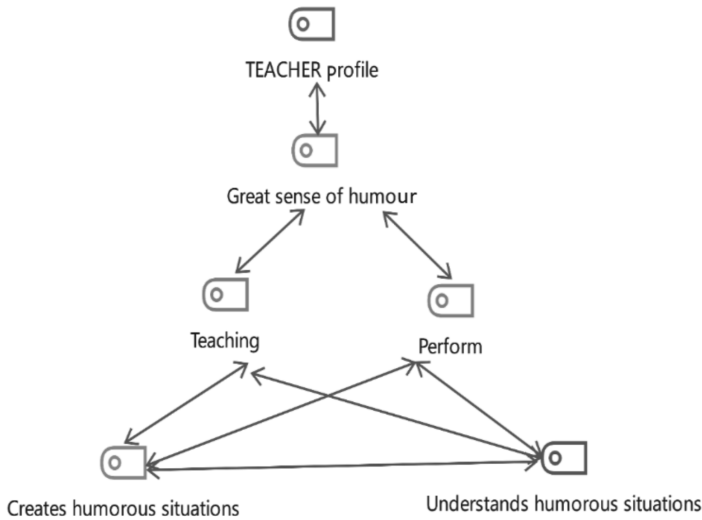 TEACHER profile
Great sense of humour
Teaching
Perform
Creates humorous situations
Understands humorous situations